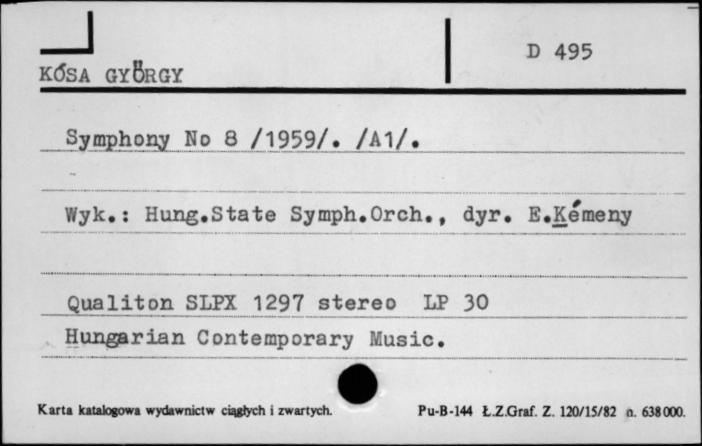 D 495
KÓSA GYÖRGY
Symphony No 8 /1959/. /A1/.
Wyk.: Hung.State Symph.Orch., dyr. E.Kémeny
Qualiton SLPX 1297 stereo LP 30
Hungarian Contemporary Music.
Karta katalogowa wydawnictw ciągłych i zwartych. Pu-B-144 Ł.Z.Graf. Z. 120/15/82 n. 638 000.